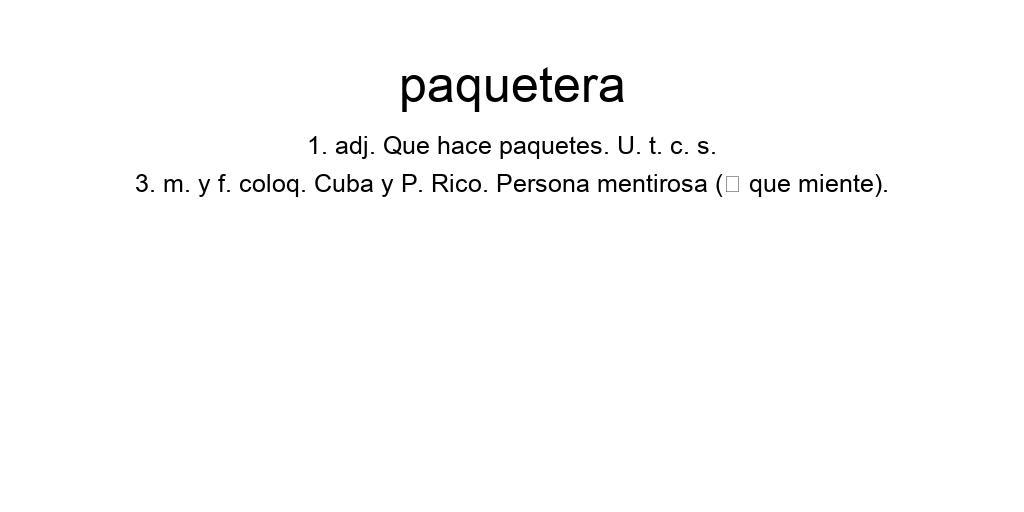 paquetera
1. adj. Que hace paquetes. U. t. c. s.
3. m. y f. coloq. Cuba y P. Rico. Persona mentirosa (□ que miente).